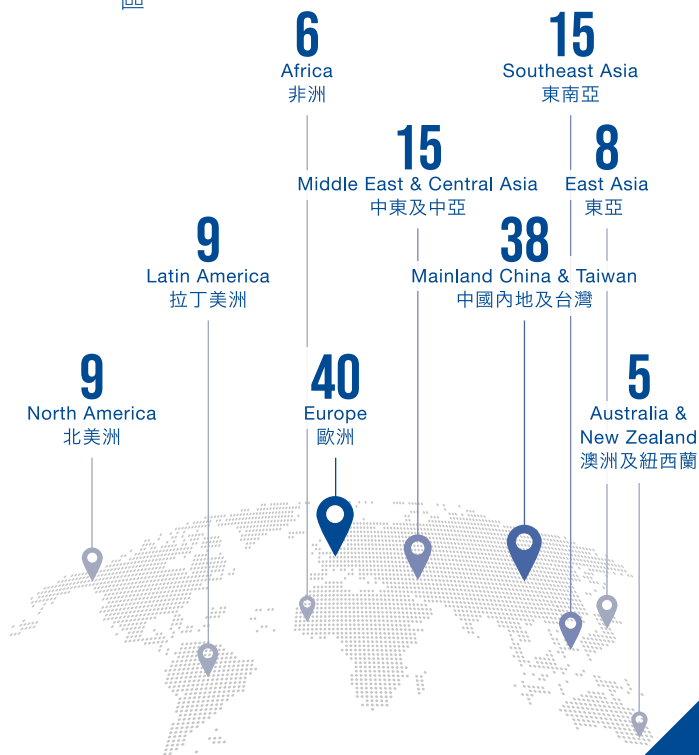 6
Africa
非洲
15
Southeast Asia
東南亞
15
Middle East & Central Asia
中東及中亞
8
East Asia
東亞
9
Latin America
拉丁美洲
38
Mainland China & Taiwan
中國內地及台灣
9
North America
北美洲
40
Europe
歐洲
5
Australia &
New Zealand
澳洲及紐西蘭